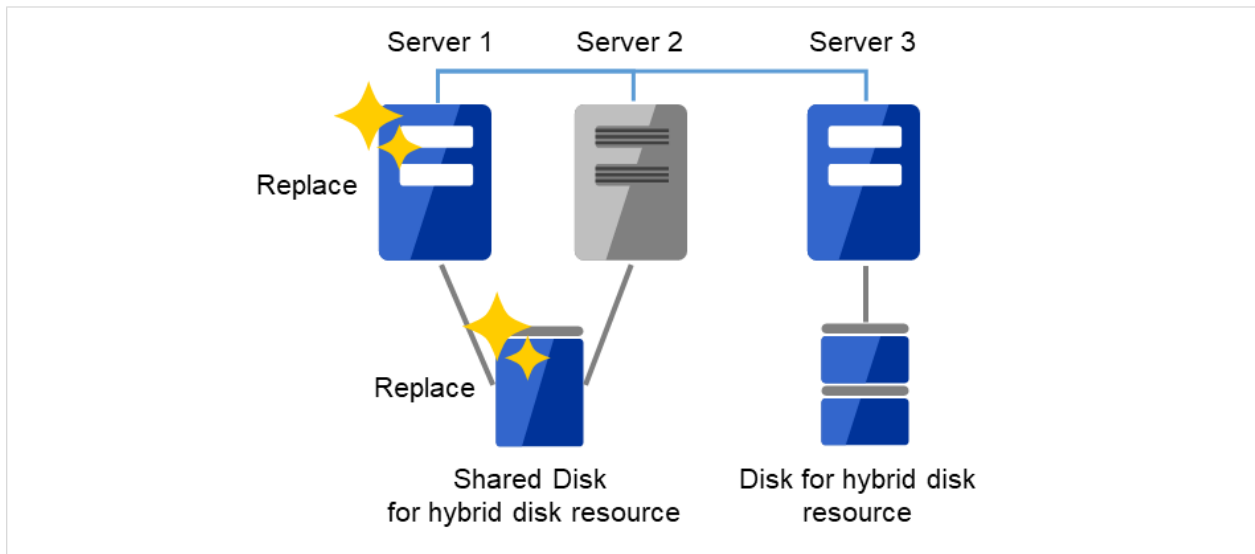 Server 1
Server 2
Server 3
Replace
Replace
Shared Disk
for hybrid disk resource
Disk for hybrid disk
resource